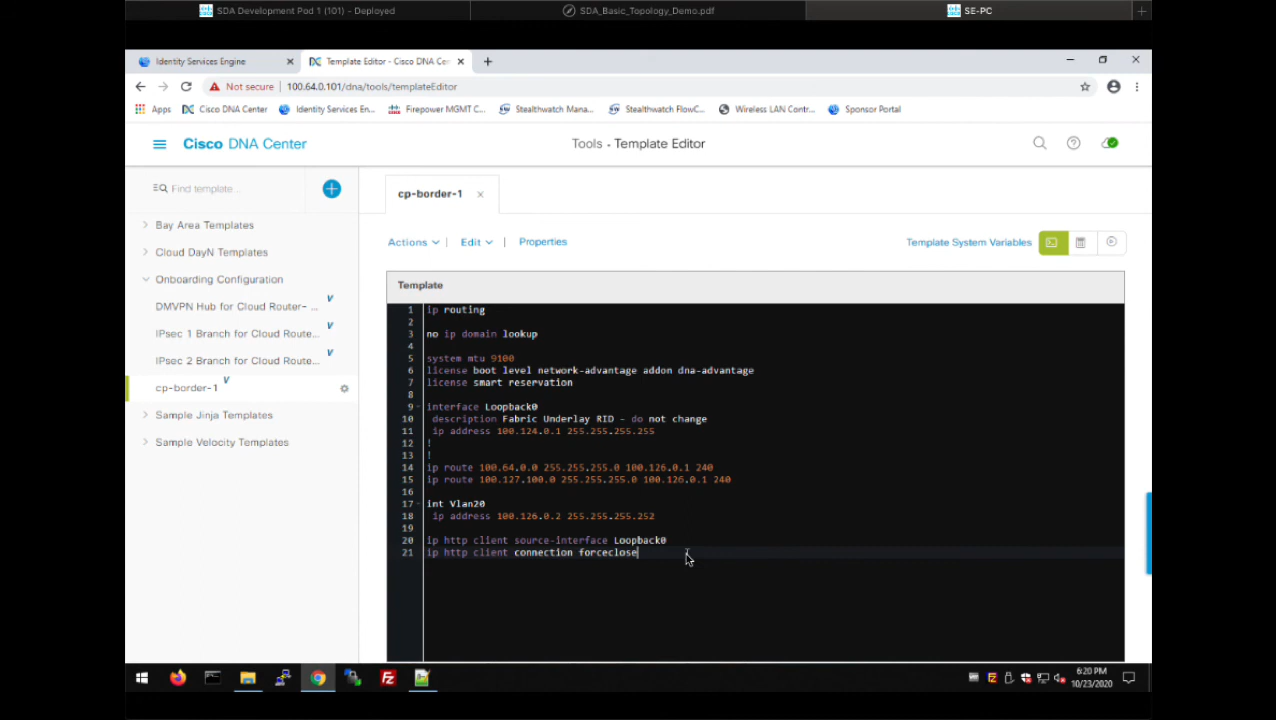 SDA Development Pod 1 (101) – Deployed
SDA_Basic_Topology_Demo.pdf
SE-PC
Identity Services Engine
Template Editor - Cisco DNA Cen
Not secure | 100.64.0.101/dna/tools/templateEditor
Apps
Cisco DNA Center
Identity Services En...
Firepower MGMT C...
Stealthwatch Mana...
Stealthwatch FlowC...
Wireless LAN Contr...
Sponsor Portal
Cisco DNA Center
Tools - Template Editor
Find template...
cp-border-1
Bay Area Templates
Cloud DayN Templates
Onboarding Configuration
DMVPN Hub for Cloud Router- ... V
IPsec 1 Branch for Cloud Route... V
IPsec 2 Branch for Cloud Route... V
cp-border-1 V
Sample Jinja Templates
Sample Velocity Templates
Actions | Edit | Properties
Template System Variables
Template
1 ip routing
2
3 no ip domain lookup
4
5 system mtu 9100
6 license boot level network-advantage addon dna-advantage
7 license smart reservation
8
9 interface Loopback0
10 description Fabric Underlay RID - do not change
11 ip address 100.124.0.1 255.255.255.255
12 !
13 !
14 ip route 100.64.0.0 255.255.255.0 100.126.0.1 240
15 ip route 100.127.100.0 255.255.255.0 100.126.0.1 240
16
17 int Vlan20
18 ip address 100.126.0.2 255.255.255.252
19
20 ip http client source-interface Loopback0
21 ip http client connection forceclose
6:20 PM
10/23/2020